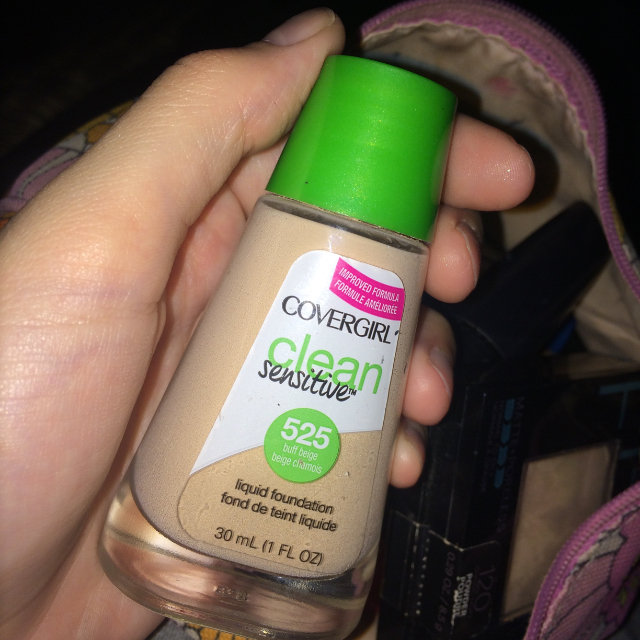 IMPROVED FORMULA
FORMULE AMÉLIORÉE
COVERGIRL
clean
sensitive™
525
buff beige
beige chamois
liquid foundation
fond de teint liquide
30 mL (1 FL OZ)
120